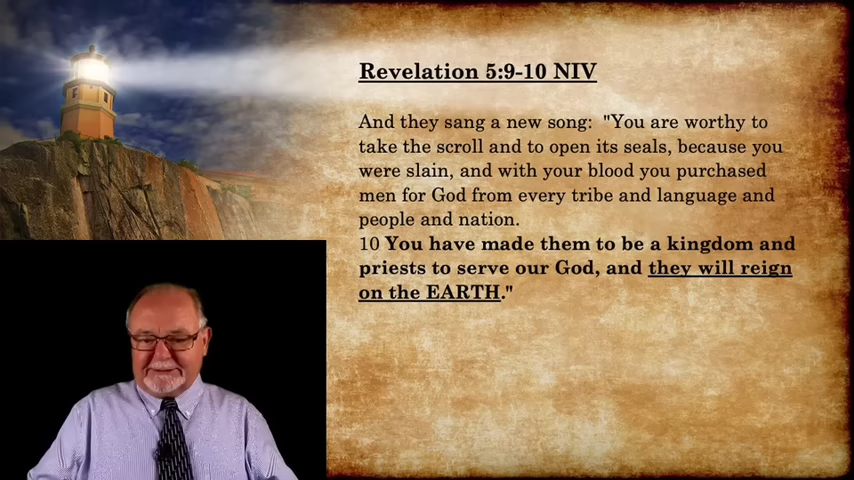 Revelation 5:9-10 NIV
And they sang a new song:  "You are worthy to
take the scroll and to open its seals, because you
were slain, and with your blood you purchased
men for God from every tribe and language and
people and nation.
10 You have made them to be a kingdom and
priests to serve our God, and they will reign
on the EARTH."